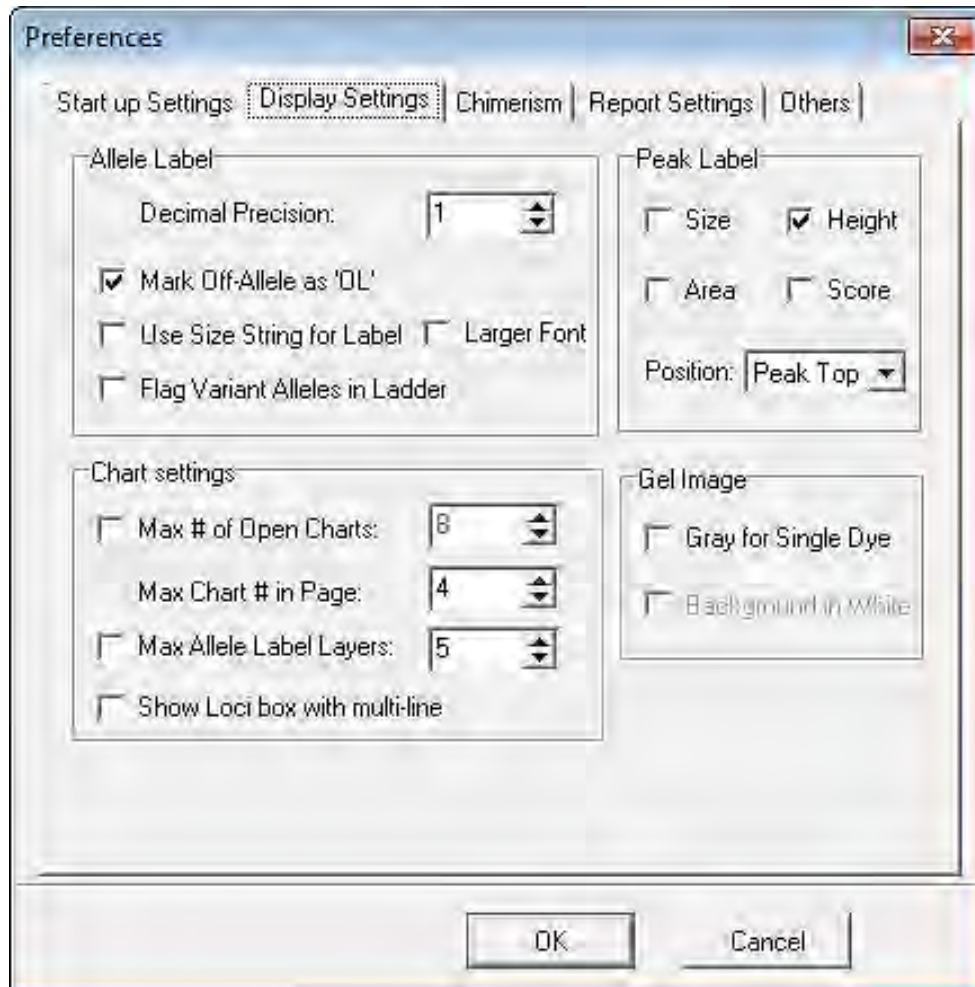 Preferences
Start up Settings Display Settings Chimerism Report Settings Others
Allele Label
Decimal Precision: 1
Mark Off-Allele as 'OL'
Use Size String for Label Larger Font
Flag Variant Alleles in Ladder
Peak Label
Size Height
Area Score
Position: Peak Top
Chart settings
Max # of Open Charts: 8
Max Chart # in Page: 4
Max Allele Label Layers: 5
Show Loci box with multi-line
Gel Image
Gray for Single Dye
Background in White
OK Cancel